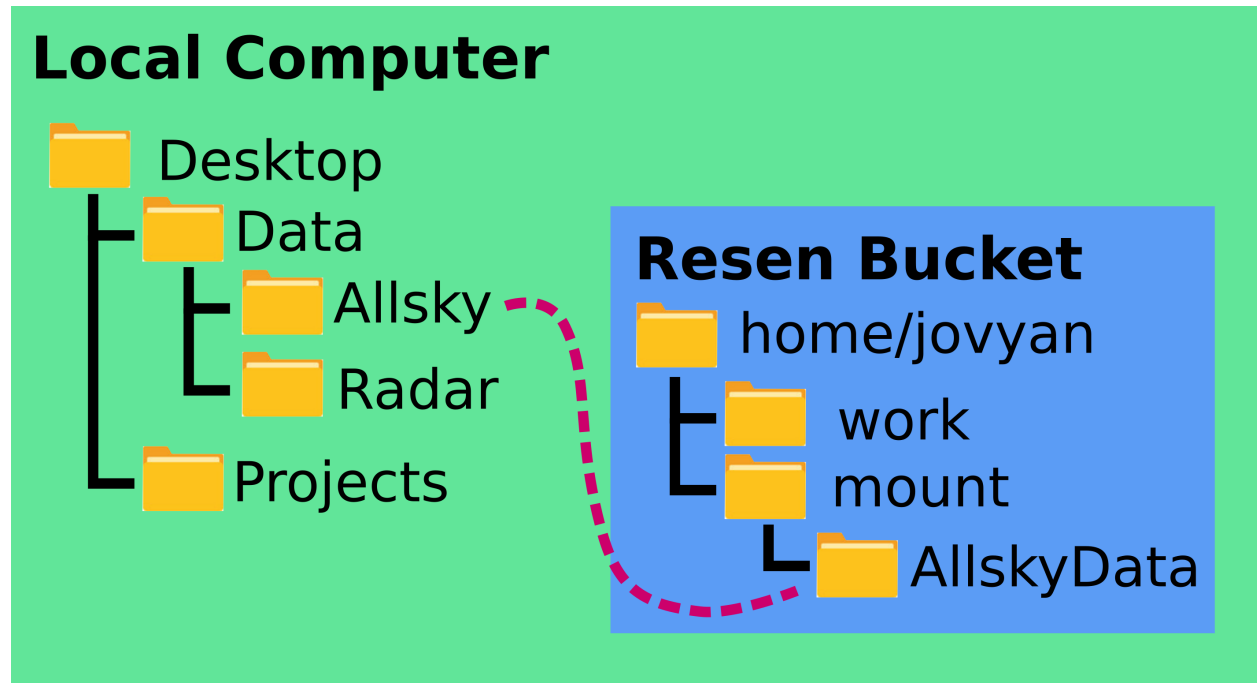 Local Computer
Desktop
Data
Allsky
Radar
Projects
Resen Bucket
home/jovyan
work
mount
AllskyData